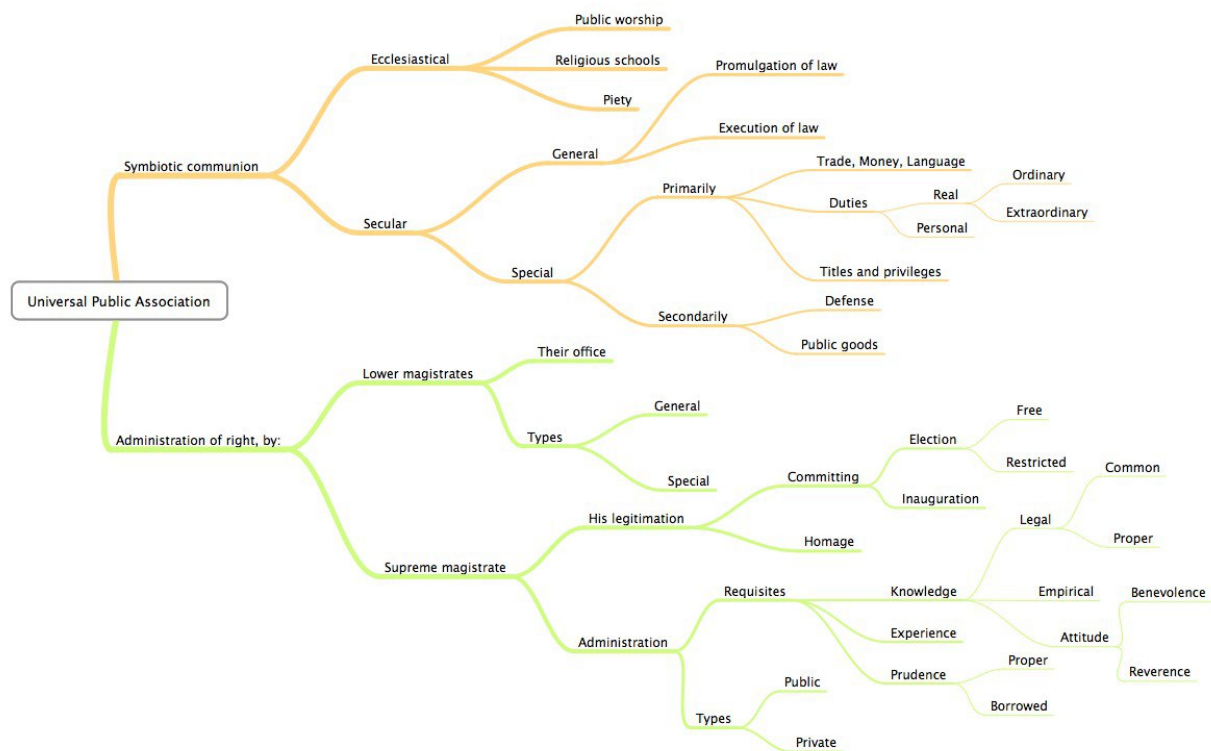 Universal Public Association
Symbiotic communion
Ecclesiastical
Public worship
Religious schools
Piety
Secular
General
Promulgation of law
Execution of law
Special
Primarily
Trade, Money, Language
Duties
Real
Ordinary
Extraordinary
Personal
Titles and privileges
Secondarily
Defense
Public goods
Administration of right, by:
Lower magistrates
Their office
Types
General
Special
Supreme magistrate
His legitimation
Committing
Election
Free
Restricted
Inauguration
Homage
Administration
Requisites
Knowledge
Legal
Common
Proper
Empirical
Attitude
Benevolence
Reverence
Experience
Prudence
Proper
Borrowed
Types
Public
Private